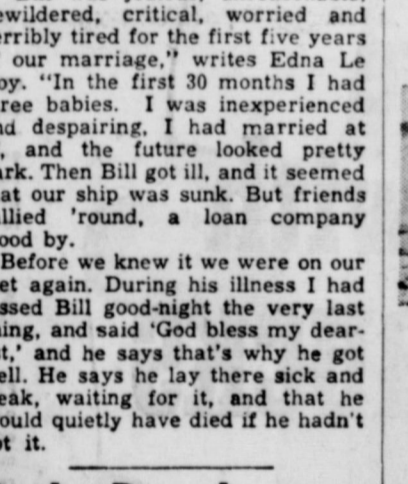 ewildered, critical, worried and
erribly tired for the first five years
our marriage," writes Edna Le
oy. "In the first 30 months I had
ree babies. I was inexperienced
nd despairing, I had married at
, and the future looked pretty
ark. Then Bill got ill, and it seemed
at our ship was sunk. But friends
llied 'round, a loan company
ood by.
Before we knew it we were on our
et again. During his illness I had
ssed Bill good-night the very last
ing, and said 'God bless my dear-
t,' and he says that's why he got
ell. He says he lay there sick and
eak, waiting for it, and that he
ould quietly have died if he hadn't
t it.